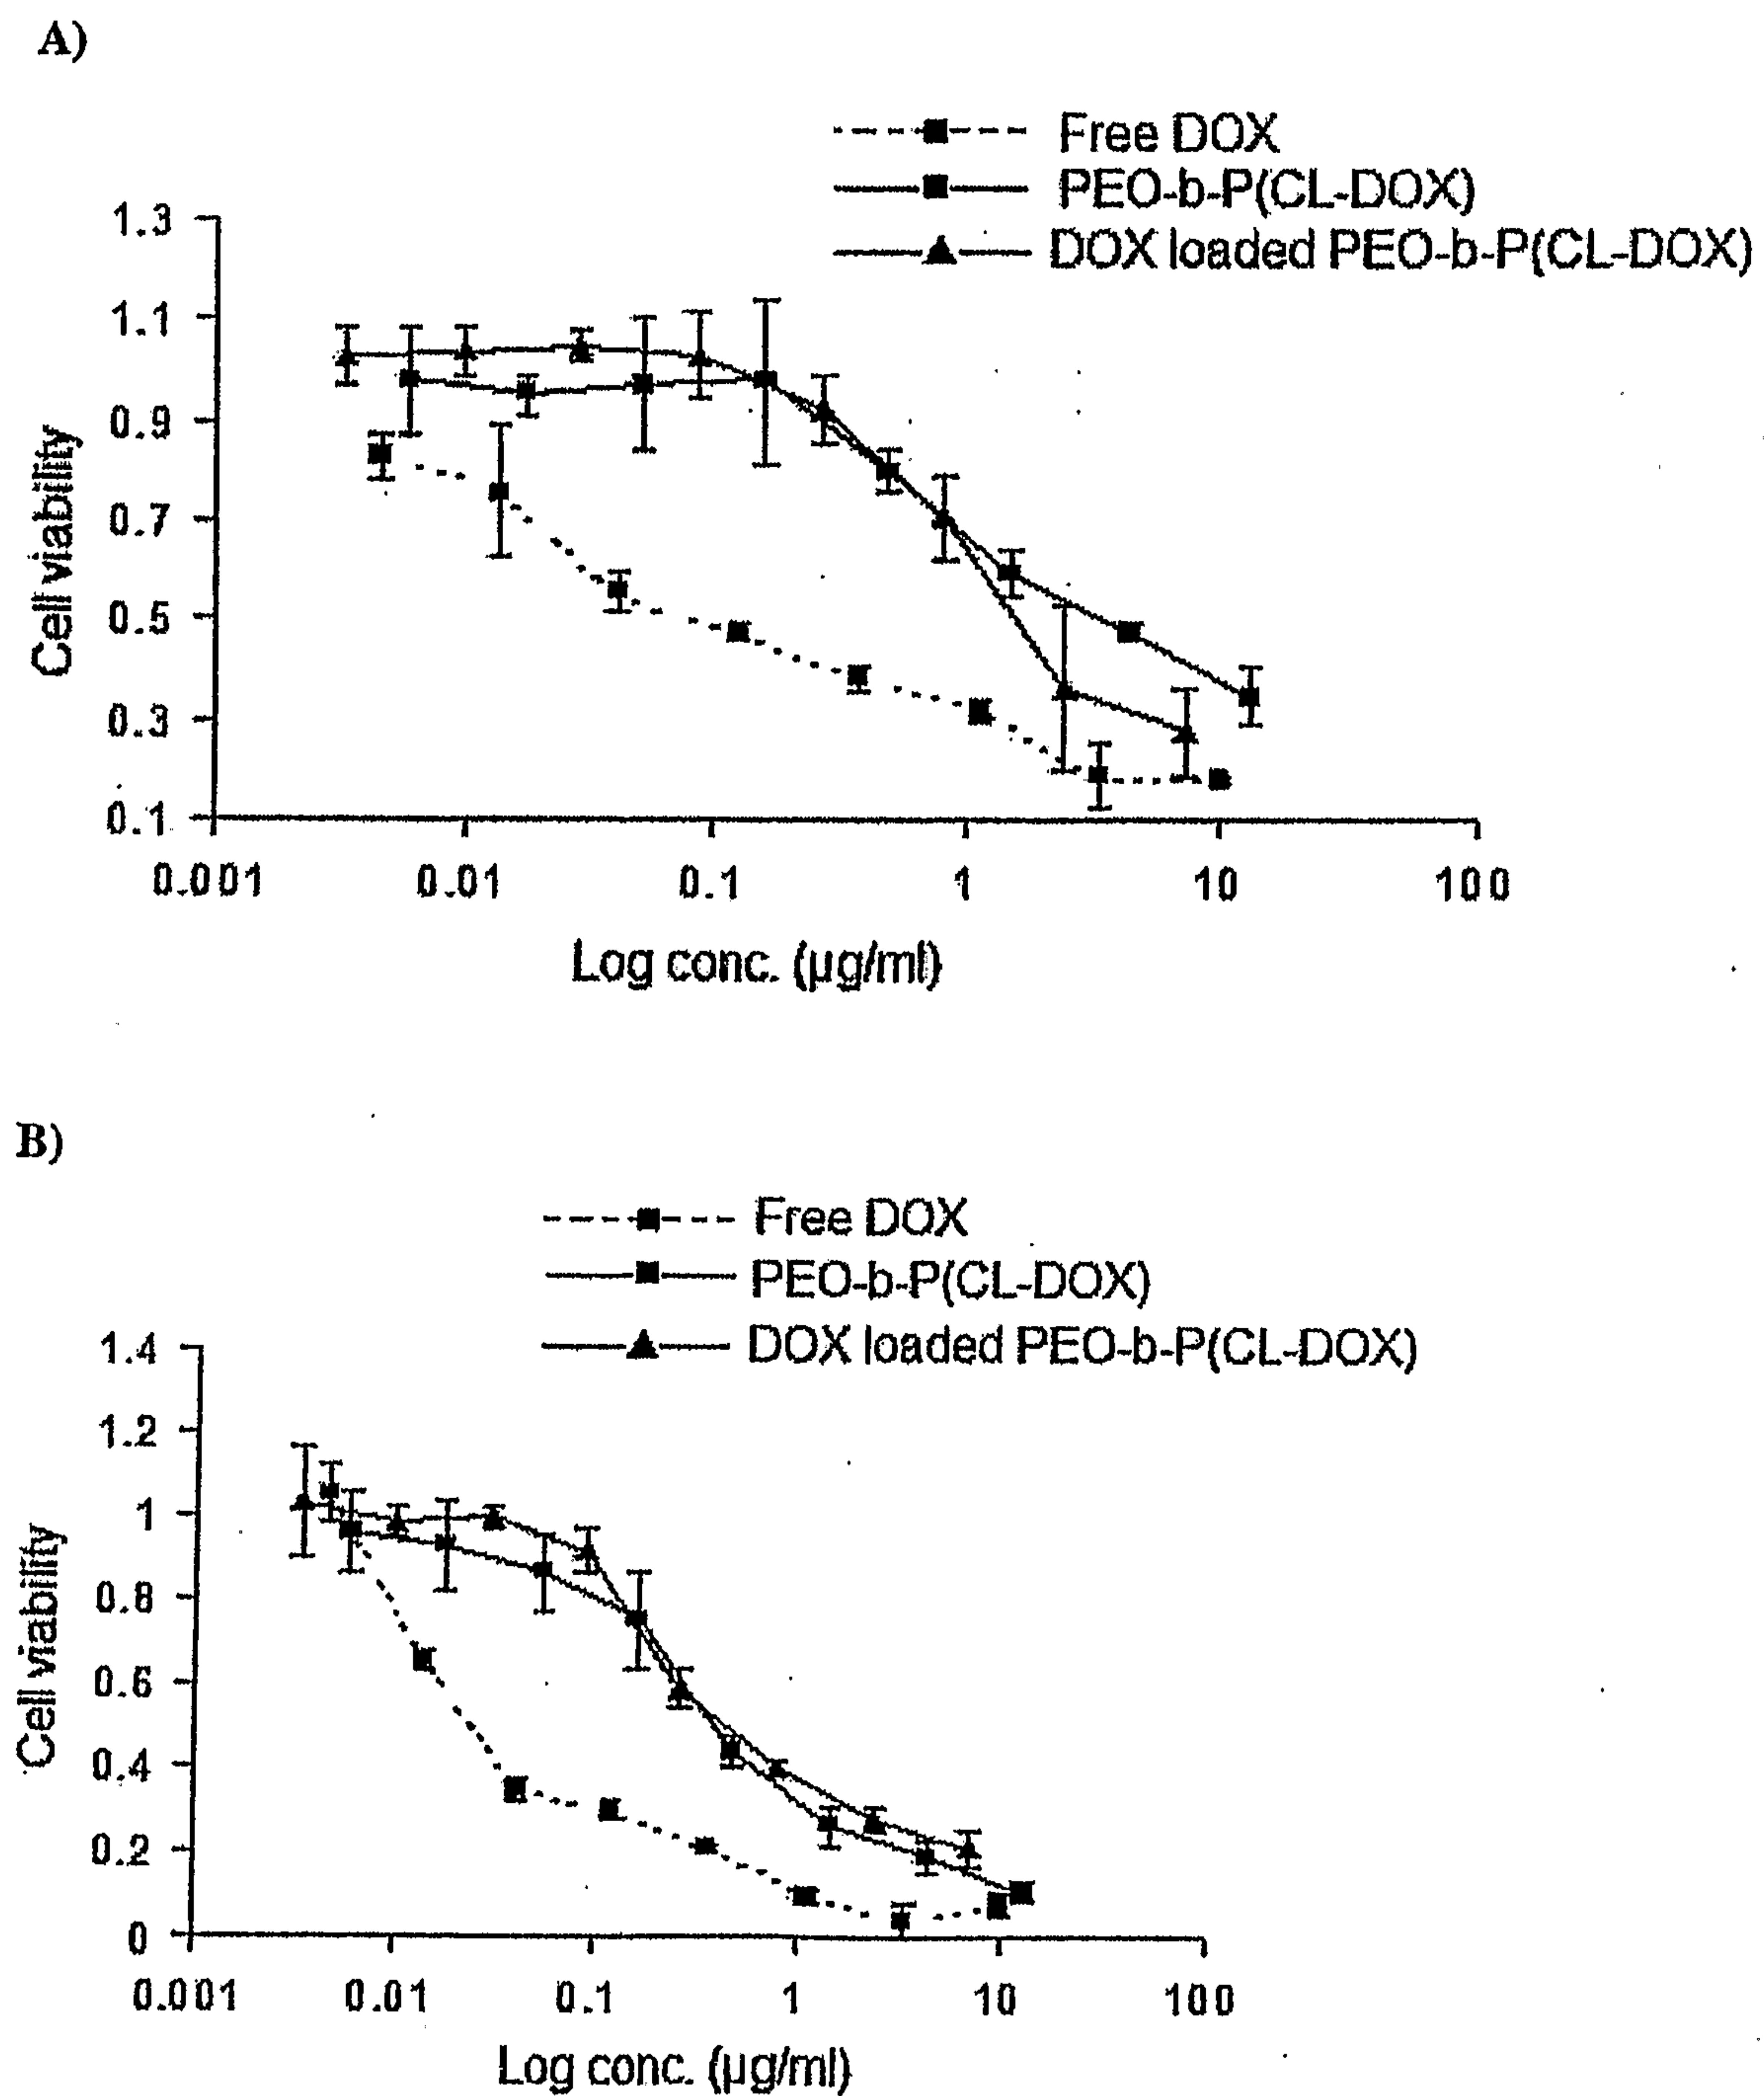 A)
Free DOX
PEO-b-P(CL-DOX)
DOX loaded PEO-b-P(CL-DOX)
1.3
1.1
0.9
0.7
0.5
0.3
0.1
Cell viability
0.001 0.01 0.1 1 10 100
Log conc. (µg/ml)
B)
Free DOX
PEO-b-P(CL-DOX)
DOX loaded PEO-b-P(CL-DOX)
1.4
1.2
1
0.8
0.6
0.4
0.2
0
Cell viability
0.001 0.01 0.1 1 10 100
Log conc. (µg/ml)